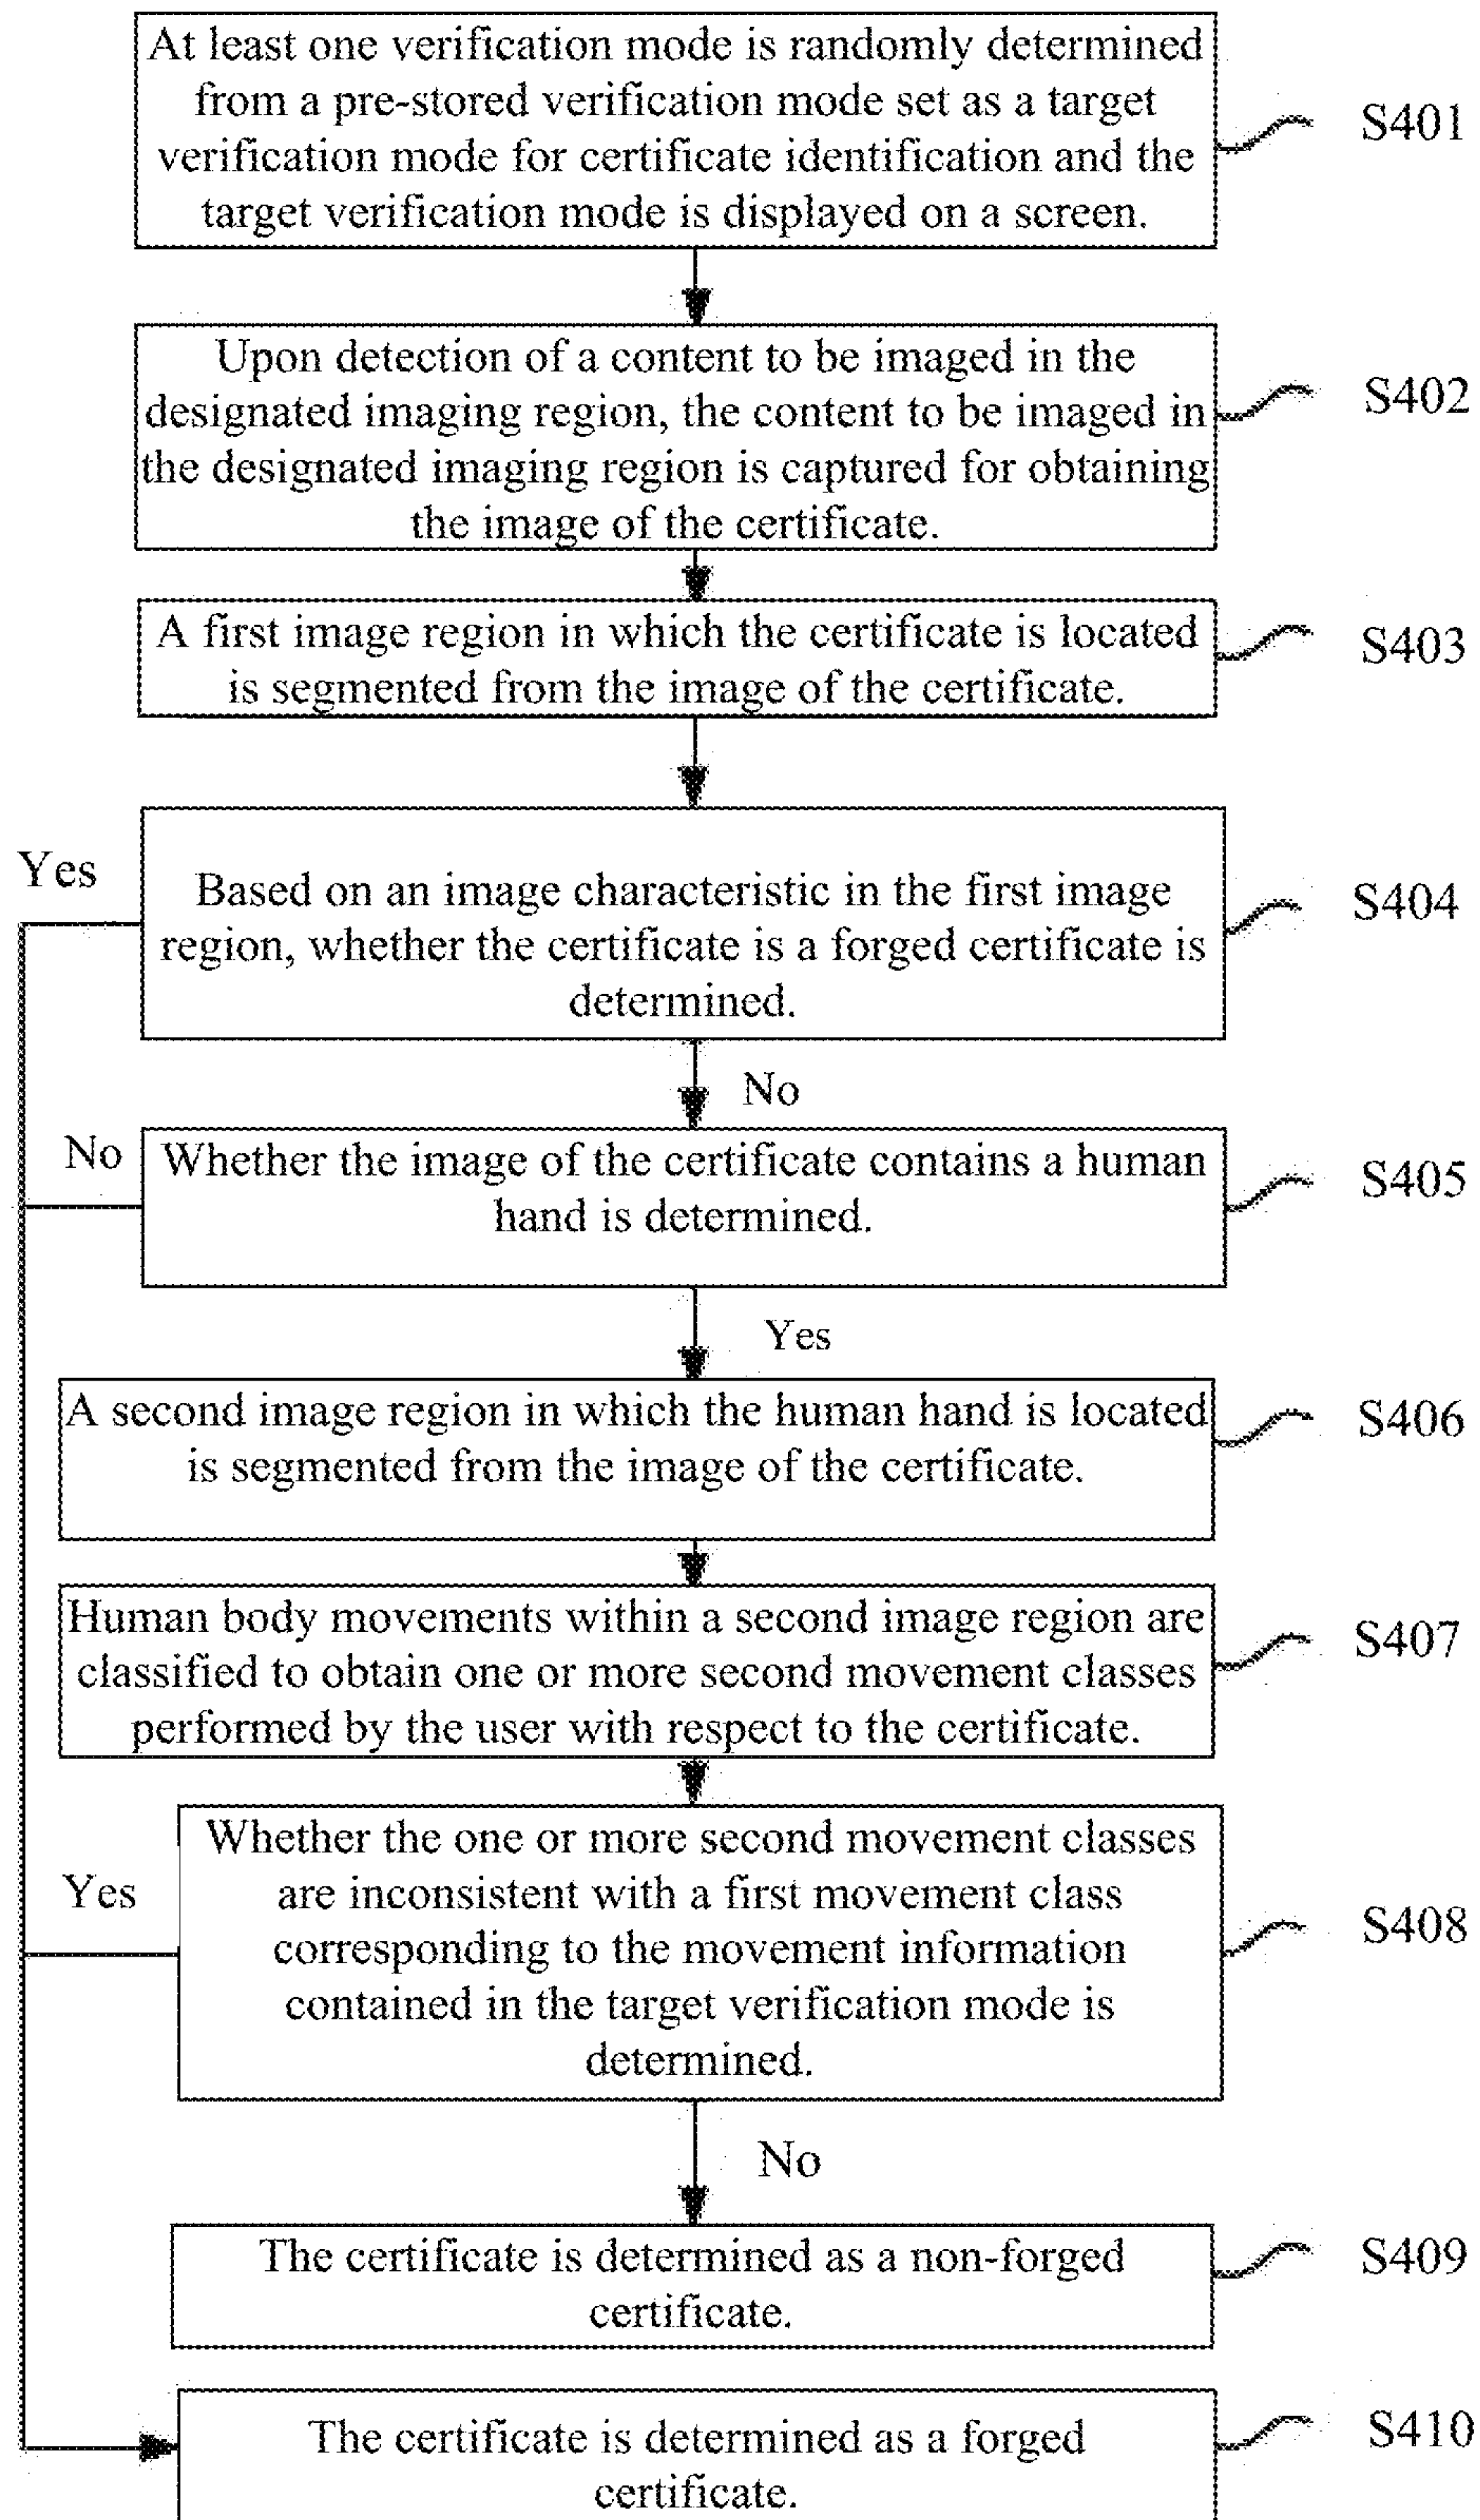 At least one verification mode is randomly determined
from a pre-stored verification mode set as a target
verification mode for certificate identification and the
target verification mode is displayed on a screen.
S401
Upon detection of a content to be imaged in the
designated imaging region, the content to be imaged in
the designated imaging region is captured for obtaining
the image of the certificate.
S402
A first image region in which the certificate is located
is segmented from the image of the certificate.
S403
Yes
Based on an image characteristic in the first image
region, whether the certificate is a forged certificate is
determined.
S404
No
No
Whether the image of the certificate contains a human
hand is determined.
S405
Yes
A second image region in which the human hand is located
is segmented from the image of the certificate.
S406
Human body movements within a second image region are
classified to obtain one or more second movement classes
performed by the user with respect to the certificate.
S407
Yes
Whether the one or more second movement classes
are inconsistent with a first movement class
corresponding to the movement information
contained in the target verification mode is
determined.
S408
No
The certificate is determined as a non-forged
certificate.
S409
The certificate is determined as a forged
certificate.
S410